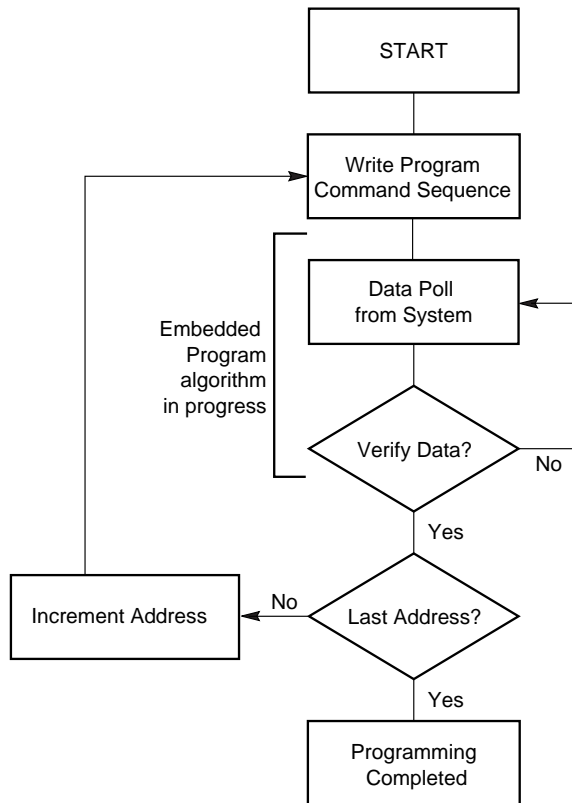 START
Write Program
Command Sequence
Data Poll
from System
Embedded
Program
algorithm
in progress
Verify Data?
No
Yes
Last Address?
No
Increment Address
Yes
Programming
Completed